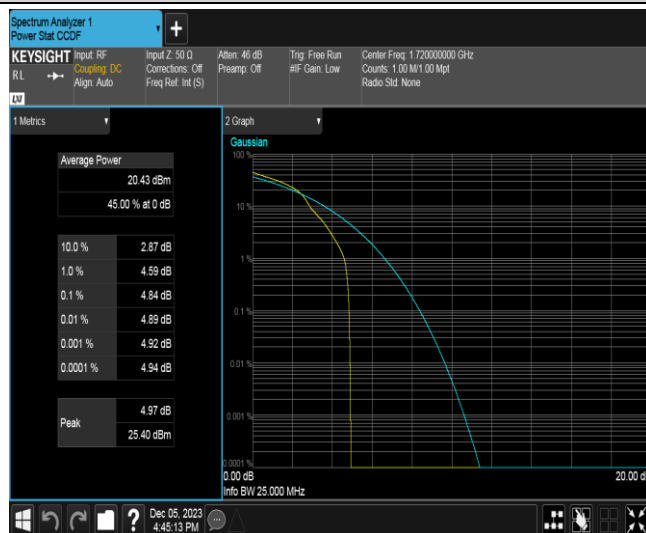 Spectrum Analyzer 1
Power Stat CCDF
KEYSIGHT
RL
LXI
Input: RF
Coupling: DC
Align: Auto
Input Z: 50 Ω
Corrections: Off
Freq Ref: Int (S)
Atten: 46 dB
Preamp: Off
Trig: Free Run
#IF Gain: Low
Center Freq: 1.720000000 GHz
Counts: 1.00 M/1.00 Mpt
Radio Std: None
1 Metrics
Average Power
20.43 dBm
45.00 % at 0 dB
10.0 % 2.87 dB
1.0 % 4.59 dB
0.1 % 4.84 dB
0.01 % 4.89 dB
0.001 % 4.92 dB
0.0001 % 4.94 dB
Peak
4.97 dB
25.40 dBm
2 Graph
Gaussian
100 %
10 %
1 %
0.1 %
0.01 %
0.001 %
0.0001 %
0.00 dB
20.00 d
Info BW 25.000 MHz
?
Dec 05, 2023
4:45:13 PM